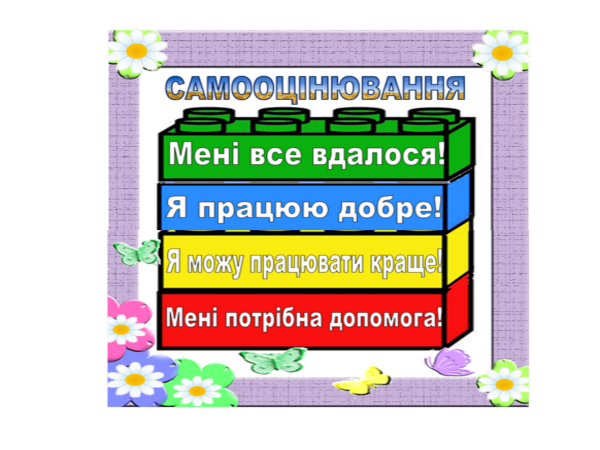 САМООЦІНЮВАННЯ
Мені все вдалося!
Я працюю добре!
Я можу працювати краще!
Мені потрібна допомога!